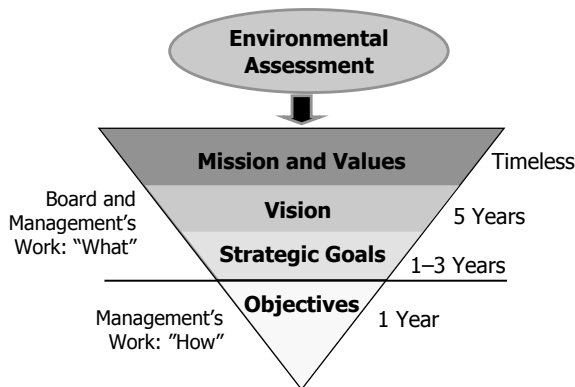 Environmental
Assessment
Mission and Values
Timeless
Board and
Management’s
Work: “What”
Vision
5 Years
Strategic Goals
1–3 Years
Objectives
Management’s
Work: ”How”
1 Year